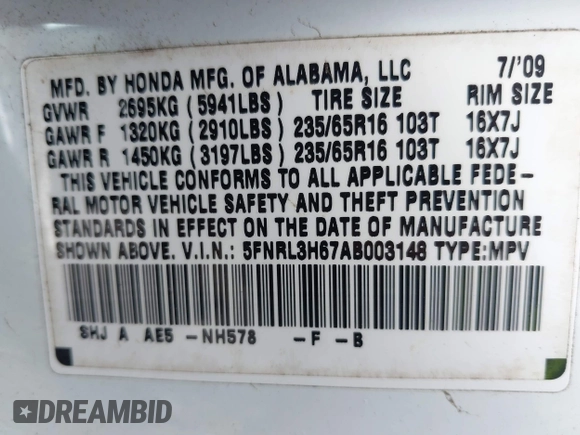 MFD. BY HONDA MFG. OF ALABAMA, LLC 7/'09
GVWR 2695KG (5941LBS) TIRE SIZE RIM SIZE
GAWR F 1320KG (2910LBS) 235/65R16 103T 16X7J
GAWR R 1450KG (3197LBS) 235/65R16 103T 16X7J
THIS VEHICLE CONFORMS TO ALL APPLICABLE FEDE-
RAL MOTOR VEHICLE SAFETY AND THEFT PREVENTION
STANDARDS IN EFFECT ON THE DATE OF MANUFACTURE
SHOWN ABOVE. V.I.N.: 5FNRL3H67AB003148 TYPE:MPV
SHJ A AE5 -NH578 -F -B
DREAMBID